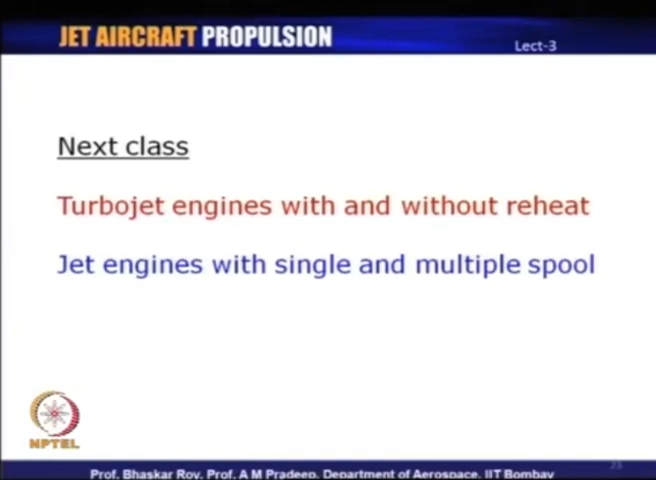 JET AIRCRAFT PROPULSION
Lect-3
Next class
Turbojet engines with and without reheat
Jet engines with single and multiple spool
NPTEL
Prof. Bhaskar Roy, Prof. A M Pradeep, Department of Aerospace, IIT Bombay